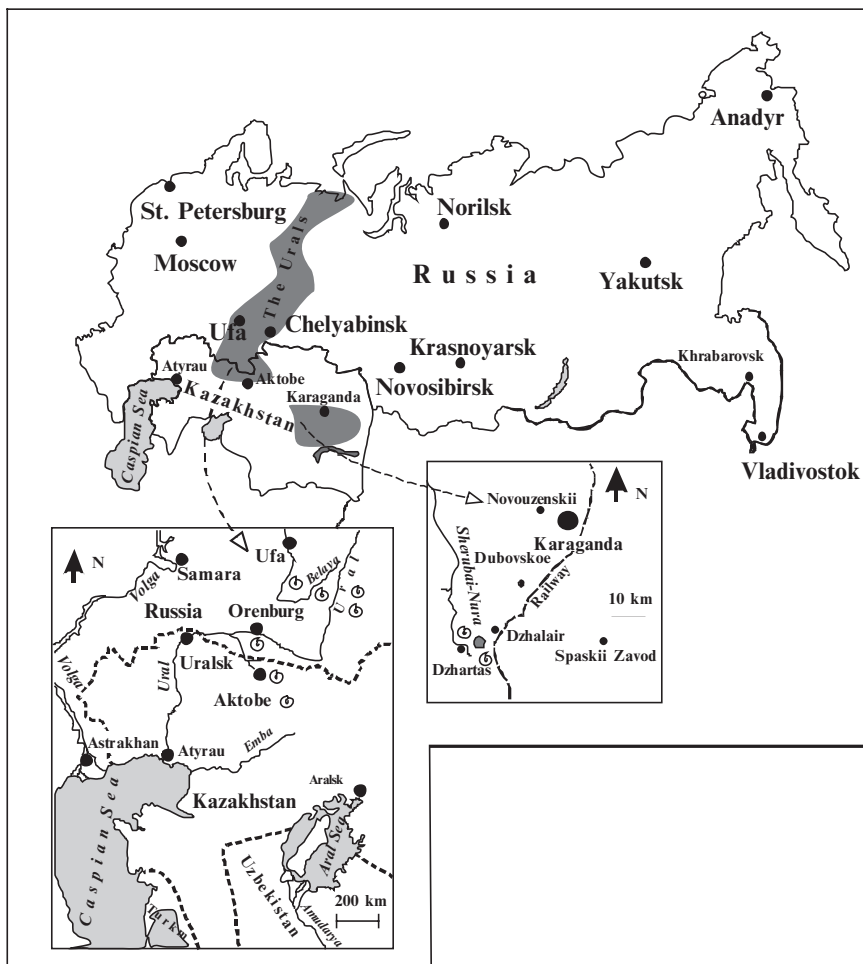 Anadyr
St. Petersburg
Norilsk
Moscow
The Urals
Russia
Yakutsk
Ufa
Chelyabinsk
Krasnoyarsk
Khrabarovsk
Atyrau
Aktobe
Novosibirsk
Karaganda
Kazakhstan
Caspian Sea
Vladivostok
N
Novouzenskii
Karaganda
Sherubai-Nura
Dubovskoe
Railway
10 km
Dzhalair
Dzhartas
Spaskii Zavod
N
Ufa
Samara
Belaya
Volga
Ural
Russia
Orenburg
Uralsk
Volga
Ural
Aktobe
Astrakhan
Atyrau
Emba
Aralsk
Kazakhstan
Caspian Sea
Aral Sea
Uzbekistan
200 km
Turkm
Amudarya